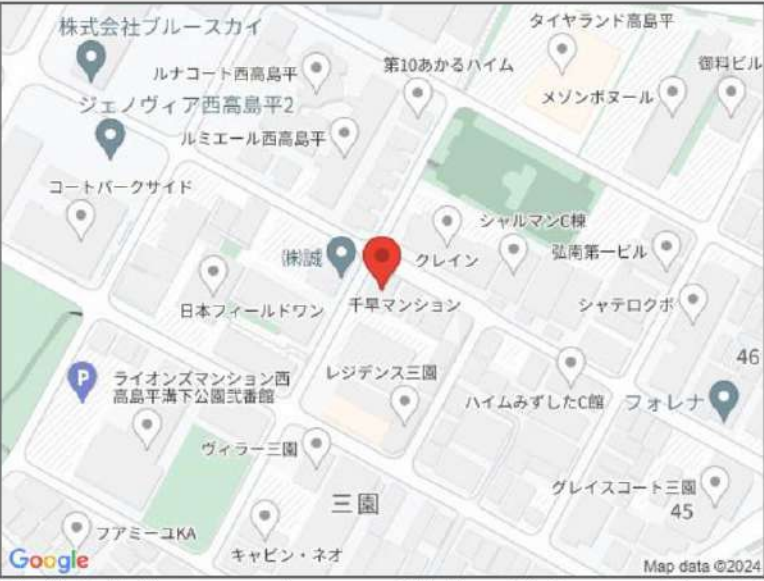 株式会社ブルースカイ
タイヤランド高島平
ルナコート西高島平
第10あかるハイム
御料ビル
メゾンボヌール
ジェノヴィア西高島平2
ルミエール西高島平
コートパークサイド
シャルマンC棟
㈱誠
クレイン
弘南第一ビル
日本フィールドワン
千早マンション
シャテロクボ
46
ライオンズマンション西
高島平溝下公園弐番館
レジデンス三園
ハイムみずしたC館
フォレナ
ヴィラー三園
三園
グレイスコート三園
45
フアミーユKA
キャビン・ネオ
P
Google
Map data ©2024